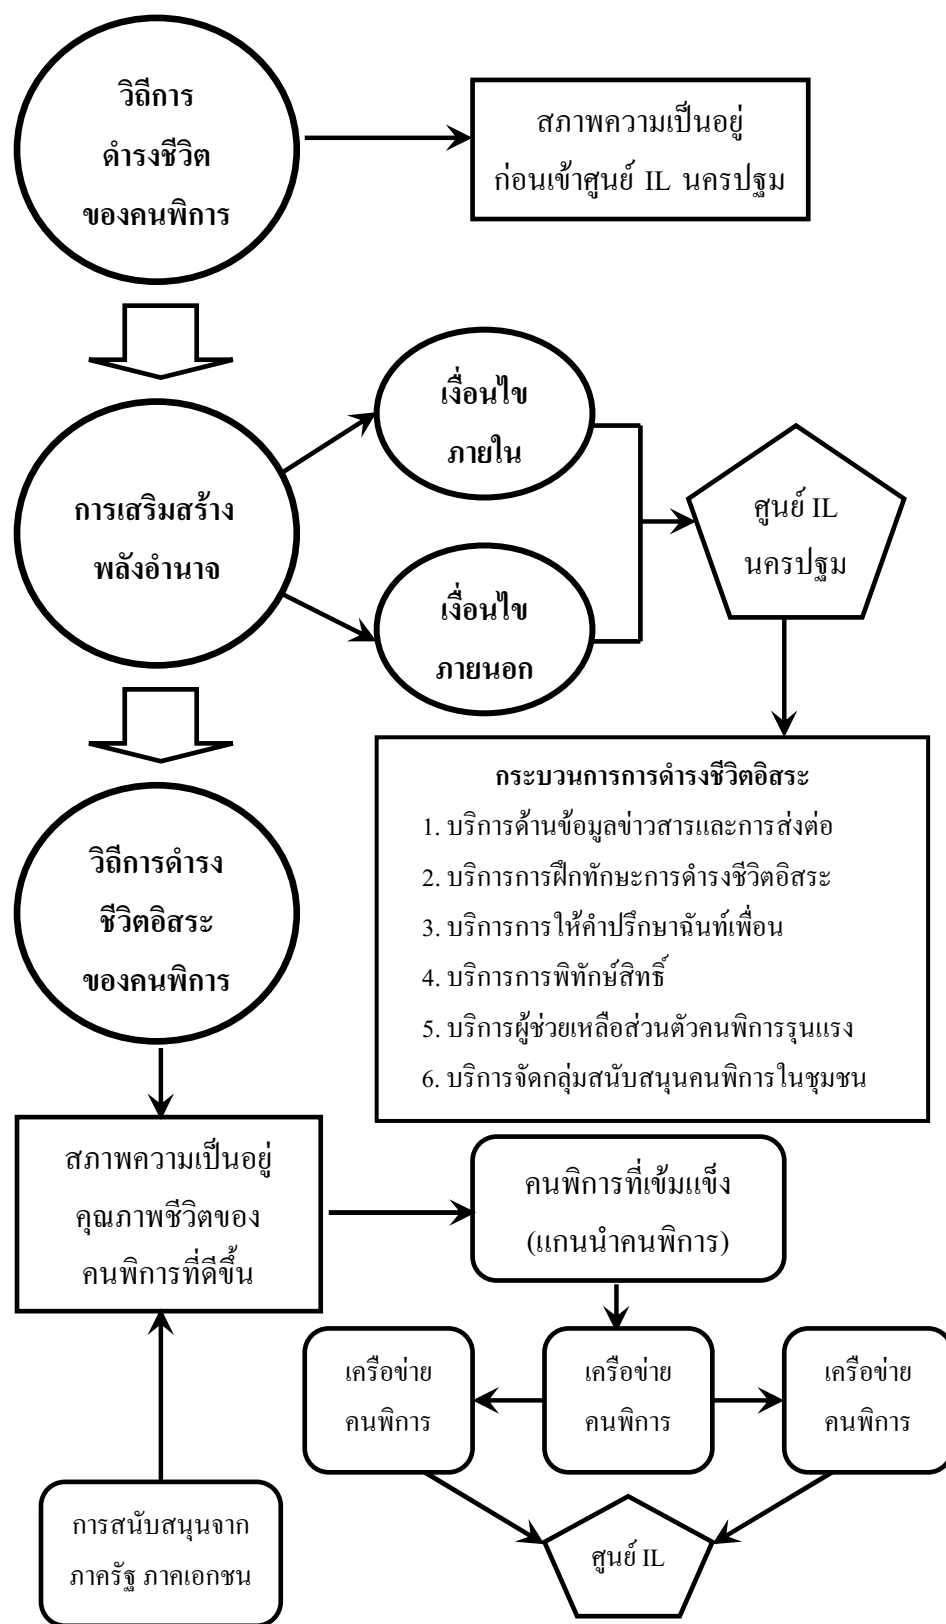 วิถีการ
ดำรงชีวิต
ของคนพิการ
สภาพความเป็นอยู่
ก่อนเข้าศูนย์ IL นครปฐม
เงื่อนไข
ภายใน
การเสริมสร้าง
พลังอำนาจ
เงื่อนไข
ภายนอก
ศูนย์ IL
นครปฐม
กระบวนการการดำรงชีวิตอิสระ
1. บริการด้านข้อมูลข่าวสารและการส่งต่อ
2. บริการการฝึกทักษะการดำรงชีวิตอิสระ
3. บริการการให้คำปรึกษาฉันท์เพื่อน
4. บริการการพิทักษ์สิทธิ์
5. บริการผู้ช่วยเหลือส่วนตัวคนพิการรุนแรง
6. บริการจัดกลุ่มสนับสนุนคนพิการในชุมชน
วิถีการดำรง
ชีวิตอิสระ
ของคนพิการ
สภาพความเป็นอยู่
คุณภาพชีวิตของ
คนพิการที่ดีขึ้น
คนพิการที่เข้มแข็ง
(แกนนำคนพิการ)
เครือข่าย
คนพิการ
เครือข่าย
คนพิการ
เครือข่าย
คนพิการ
การสนับสนุนจาก
ภาครัฐ ภาคเอกชน
ศูนย์ IL